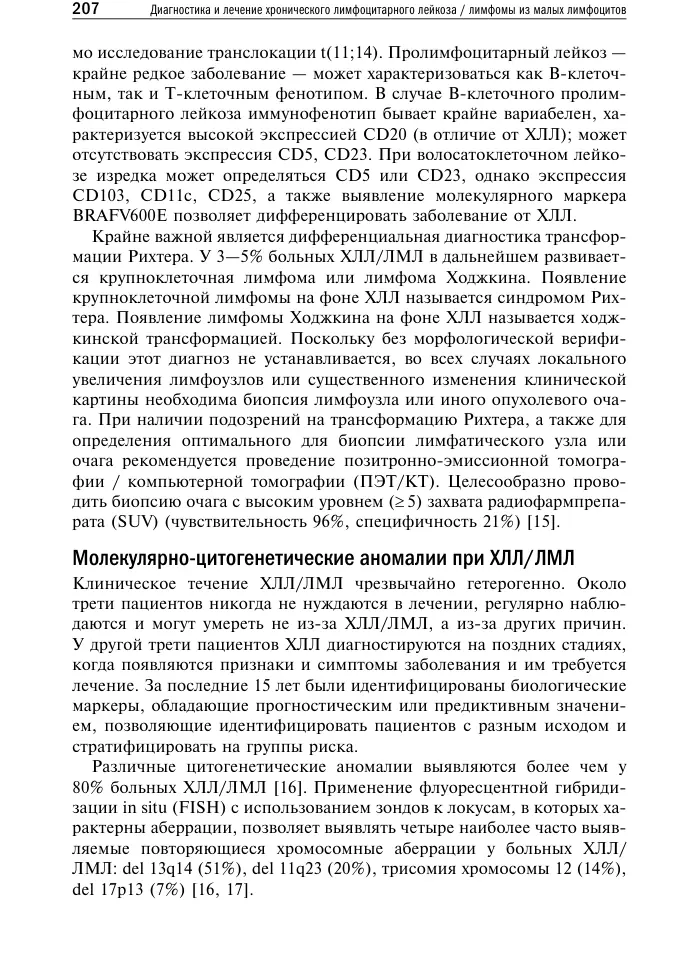 207 Диагностика и лечение хронического лимфоцитарного лейкоза / лимфомы из малых лимфоцитов
мо исследование транслокации t(11;14). Пролимфоцитарный лейкоз —
крайне редкое заболевание — может характеризоваться как В-клеточ-
ным, так и Т-клеточным фенотипом. В случае В-клеточного пролим-
фоцитарного лейкоза иммунофенотип бывает крайне вариабелен, ха-
рактеризуется высокой экспрессией CD20 (в отличие от ХЛЛ); может
отсутствовать экспрессия CD5, CD23. При волосатоклеточном лейко-
зе изредка может определяться CD5 или CD23, однако экспрессия
CD103, CD11c, CD25, а также выявление молекулярного маркера
BRAFV600E позволяет дифференцировать заболевание от ХЛЛ.
Крайне важной является дифференциальная диагностика трансфор-
мации Рихтера. У 3—5% больных ХЛЛ/ЛМЛ в дальнейшем развивает-
ся крупноклеточная лимфома или лимфома Ходжкина. Появление
крупноклеточной лимфомы на фоне ХЛЛ называется синдромом Рих-
тера. Появление лимфомы Ходжкина на фоне ХЛЛ называется ходж-
кинской трансформацией. Поскольку без морфологической верифи-
кации этот диагноз не устанавливается, во всех случаях локального
увеличения лимфоузлов или существенного изменения клинической
картины необходима биопсия лимфоузла или иного опухолевого оча-
га. При наличии подозрений на трансформацию Рихтера, а также для
определения оптимального для биопсии лимфатического узла или
очага рекомендуется проведение позитронно-эмиссионной томогра-
фии / компьютерной томографии (ПЭТ/КТ). Целесообразно прово-
дить биопсию очага с высоким уровнем (≥ 5) захвата радиофармпрепа-
рата (SUV) (чувствительность 96%, специфичность 21%) [15].
Молекулярно-цитогенетические аномалии при ХЛЛ/ЛМЛ
Клиническое течение ХЛЛ/ЛМЛ чрезвычайно гетерогенно. Около
трети пациентов никогда не нуждаются в лечении, регулярно наблю-
даются и могут умереть не из-за ХЛЛ/ЛМЛ, а из-за других причин.
У другой трети пациентов ХЛЛ диагностируются на поздних стадиях,
когда появляются признаки и симптомы заболевания и им требуется
лечение. За последние 15 лет были идентифицированы биологические
маркеры, обладающие прогностическим или предиктивным значени-
ем, позволяющие идентифицировать пациентов с разным исходом и
стратифицировать на группы риска.
Различные цитогенетические аномалии выявляются более чем у
80% больных ХЛЛ/ЛМЛ [16]. Применение флуоресцентной гибриди-
зации in situ (FISH) с использованием зондов к локусам, в которых ха-
рактерны аберрации, позволяет выявлять четыре наиболее часто выяв-
ляемые повторяющиеся хромосомные аберрации у больных ХЛЛ/
ЛМЛ: del 13q14 (51%), del 11q23 (20%), трисомия хромосомы 12 (14%),
del 17p13 (7%) [16, 17].